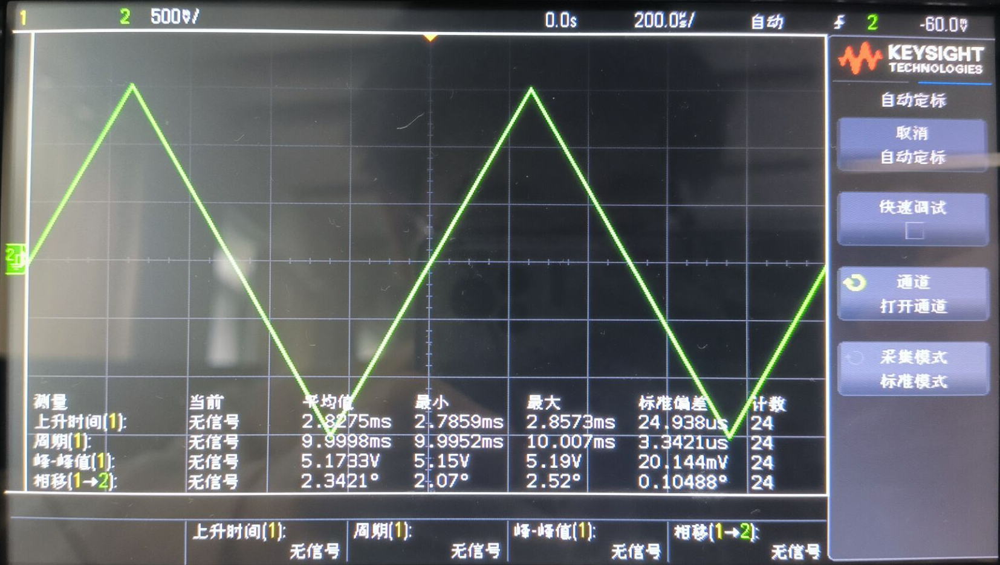 1 2 500mV/ 0.0s 200.0us/ 自动 2 -60.0mV
KEYSIGHT
TECHNOLOGIES
自动定标
取消
自动定标
快速调试
2
通道
打开通道
采集模式
标准模式
测量 当前 平均值 最小 最大 标准偏差 计数
上升时间(1): 无信号 2.8275ms 2.7859ms 2.8573ms 24.938us 24
周期(1): 无信号 9.9998ms 9.9952ms 10.007ms 3.3421us 24
峰-峰值(1): 无信号 5.1733V 5.15V 5.19V 20.144mV 24
相移(1→2): 无信号 2.3421° 2.07° 2.52° 0.10488° 24
上升时间(1): 周期(1): 峰-峰值(1): 相移(1→2):
无信号 无信号 无信号 无信号